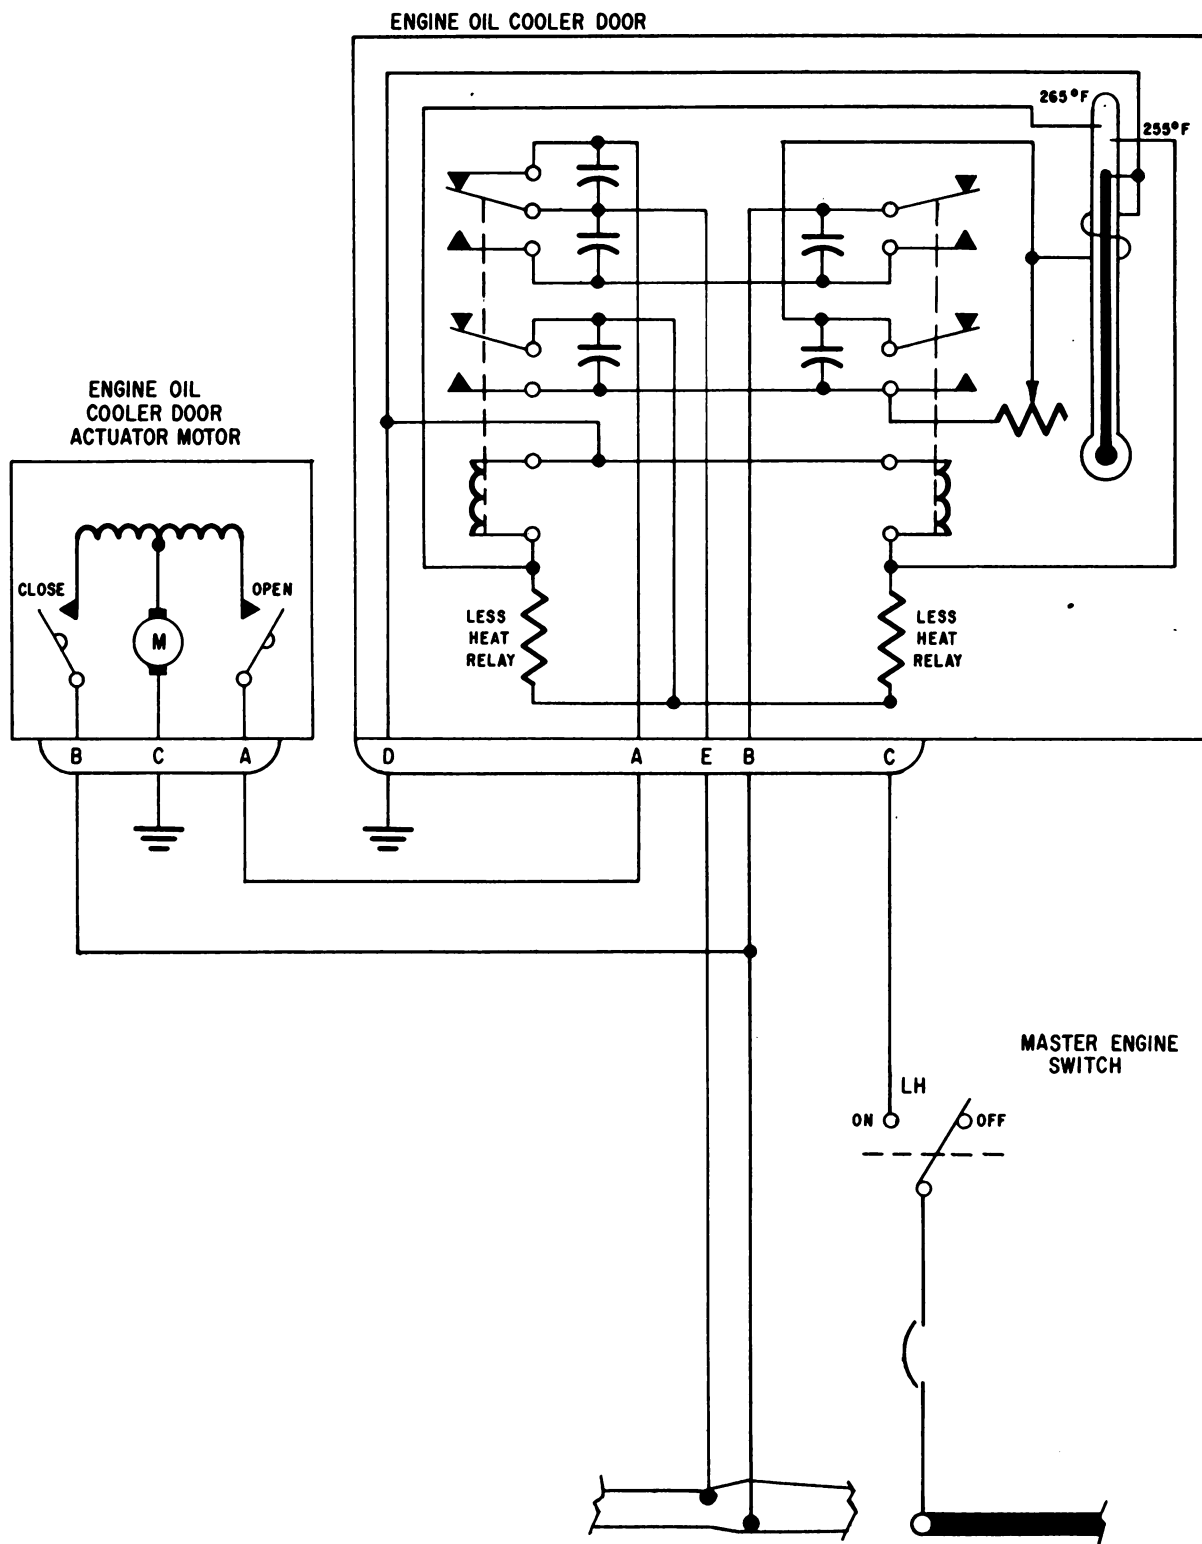 ENGINE OIL COOLER DOOR
265°F
255°F
ENGINE OIL
COOLER DOOR
ACTUATOR MOTOR
CLOSE
OPEN
M
LESS
HEAT
RELAY
LESS
HEAT
RELAY
B C A
D A E B C
MASTER ENGINE
SWITCH
LH
ON
OFF